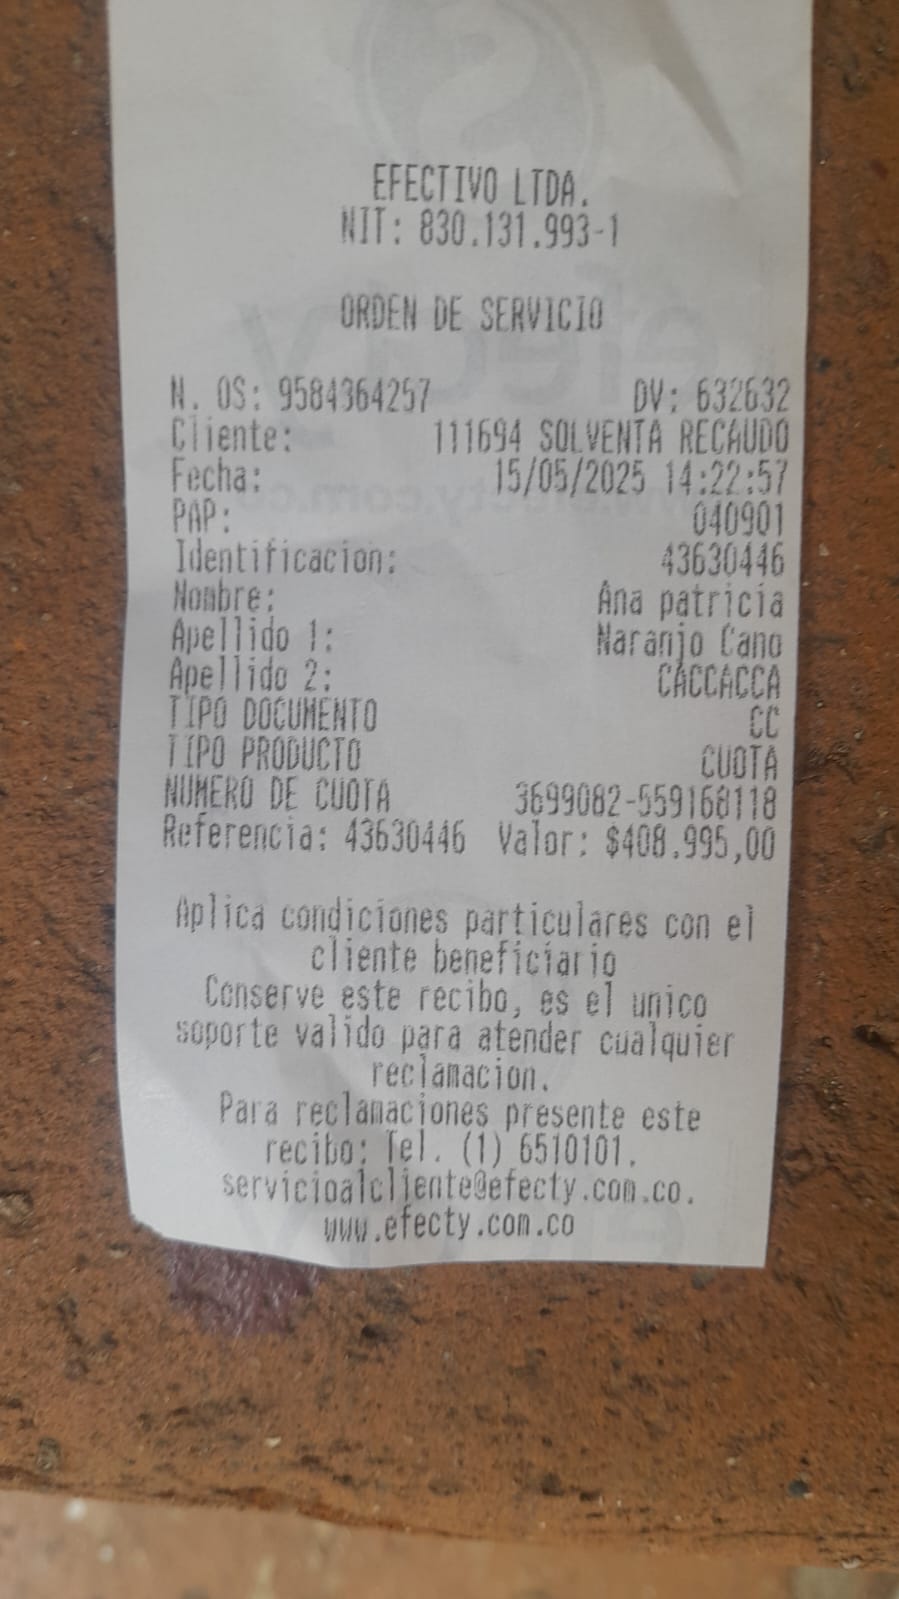 EFECTIVO LTDA.
NIT: 830.131.993-1
ORDEN DE SERVICIO
N. OS: 9584364257 DV: 632632
Cliente: 111694 SOLVENTA RECAUDO
Fecha: 15/05/2025 14:22:57
PAP: 040901
Identificacion: 43630446
Nombre: Ana patricia
Apellido 1: Naranjo Cano
Apellido 2: CACCACCA
TIPO DOCUMENTO CC
TIPO PRODUCTO CUOTA
NUMERO DE CUOTA 3699082-559168118
Referencia: 43630446 Valor: $408.995,00
Aplica condiciones particulares con el
cliente beneficiario
Conserve este recibo, es el unico
soporte valido para atender cualquier
reclamacion.
Para reclamaciones presente este
recibo: Tel. (1) 6510101.
servicioalcliente@efecty.com.co.
www.efecty.com.co